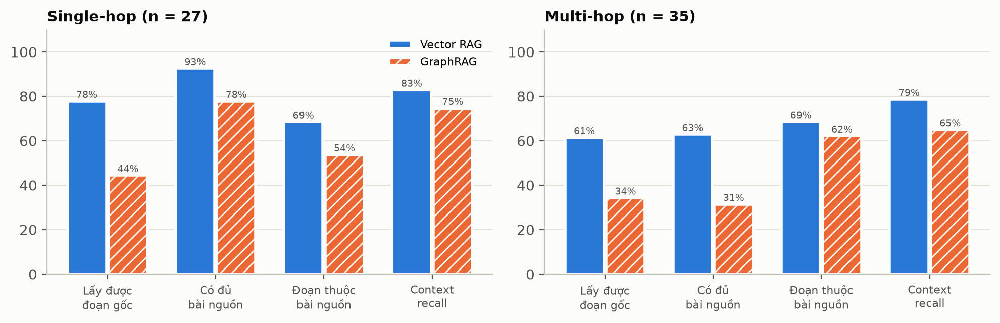 Single-hop (n = 27)
Vector RAG
GraphRAG
100
80
60
40
20
0
78%
44%
93%
78%
69%
54%
83%
75%
Lấy được
đoạn gốc
Có đủ
bài nguồn
Đoạn thuộc
bài nguồn
Context
recall
Multi-hop (n = 35)
100
80
60
40
20
0
61%
34%
63%
31%
69%
62%
79%
65%
Lấy được
đoạn gốc
Có đủ
bài nguồn
Đoạn thuộc
bài nguồn
Context
recall